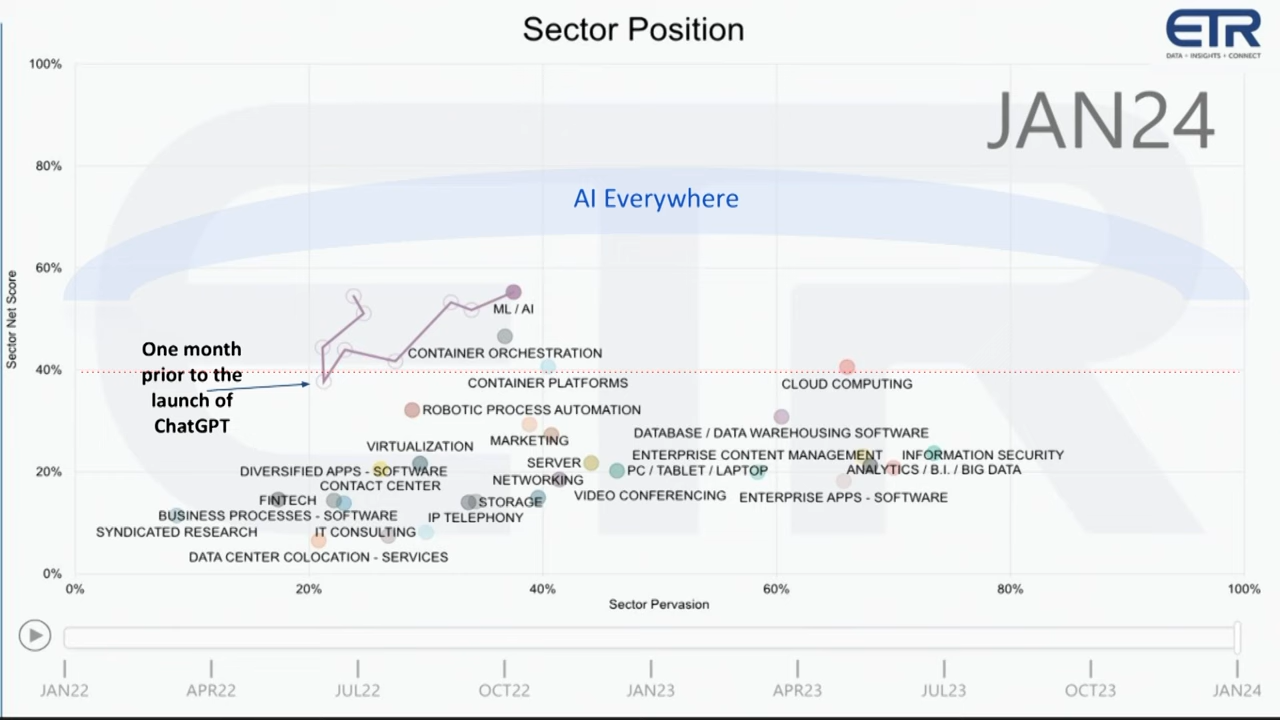 Sector Position
ETR
DATA • INSIGHTS • CONNECT
JAN24
AI Everywhere
100%
80%
60%
40%
20%
0%
Sector Net Score
One month
prior to the
launch of
ChatGPT
ML / AI
CONTAINER ORCHESTRATION
CONTAINER PLATFORMS
CLOUD COMPUTING
ROBOTIC PROCESS AUTOMATION
DATABASE / DATA WAREHOUSING SOFTWARE
MARKETING
VIRTUALIZATION
ENTERPRISE CONTENT MANAGEMENT
INFORMATION SECURITY
SERVER
DIVERSIFIED APPS - SOFTWARE
PC / TABLET / LAPTOP
ANALYTICS / B.I. / BIG DATA
NETWORKING
CONTACT CENTER
VIDEO CONFERENCING
ENTERPRISE APPS - SOFTWARE
FINTECH
STORAGE
BUSINESS PROCESSES - SOFTWARE
IP TELEPHONY
SYNDICATED RESEARCH
IT CONSULTING
DATA CENTER COLOCATION - SERVICES
0%
20%
40%
60%
80%
100%
Sector Pervasion
JAN22
APR22
JUL22
OCT22
JAN23
APR23
JUL23
OCT23
JAN24